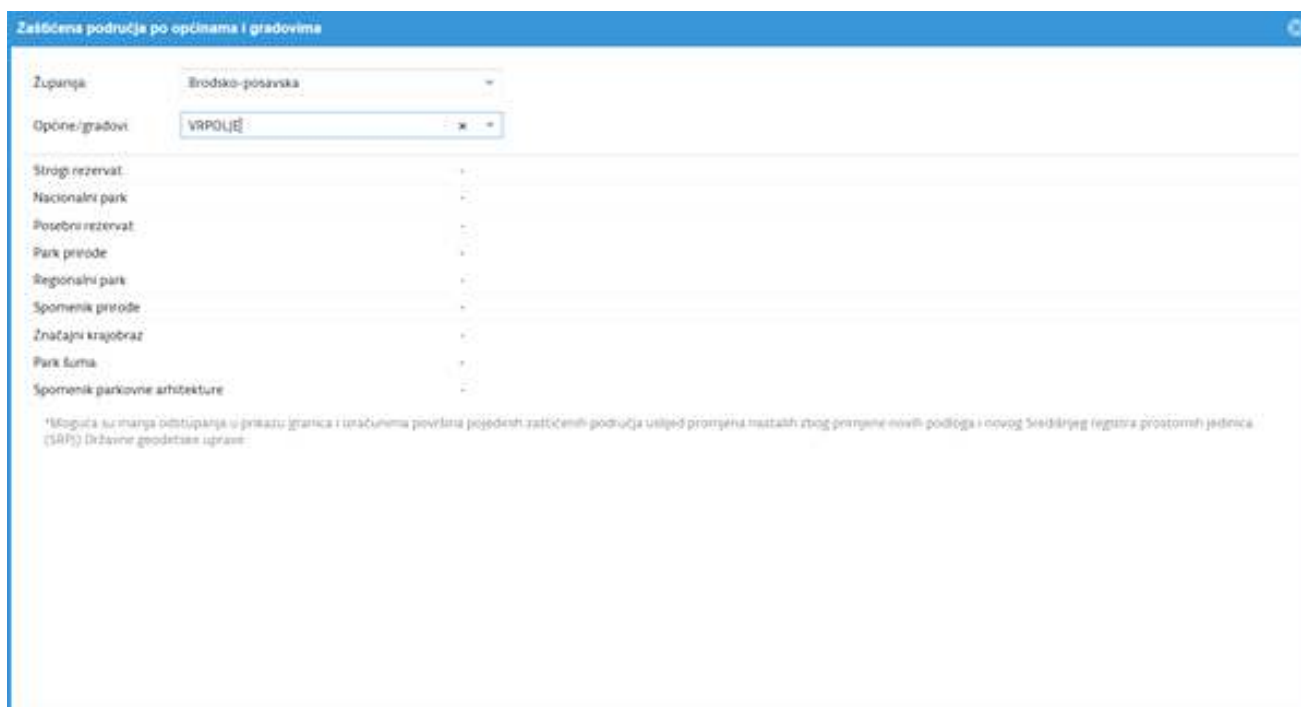 Zaštićena područja po općinama i gradovima
Županija Brodsko-posavska
Općine/gradovi VRPOLJE
Strogi rezervat -
Nacionalni park -
Posebni rezervat -
Park prirode -
Regionalni park -
Spomenik prirode -
Značajni krajobraz -
Park šuma -
Spomenik parkovne arhitekture -
*Moguća su manja odstupanja u prikazu granica i izračunima površina pojedinih zaštićenih područja uslijed promjena nastalih zbog primjene novih podloga i novog Središnjeg registra prostornih jedinica
(SRPJ) Državne geodetske uprave